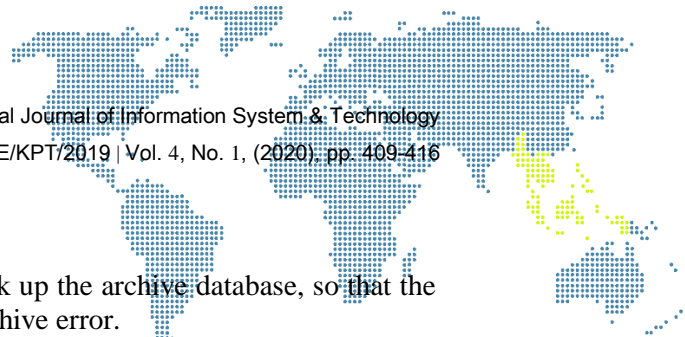 al Journal of Information System & Technology
E/KPT/2019 | Vol. 4, No. 1, (2020), pp. 409-416
k up the archive database, so that the
hive error.